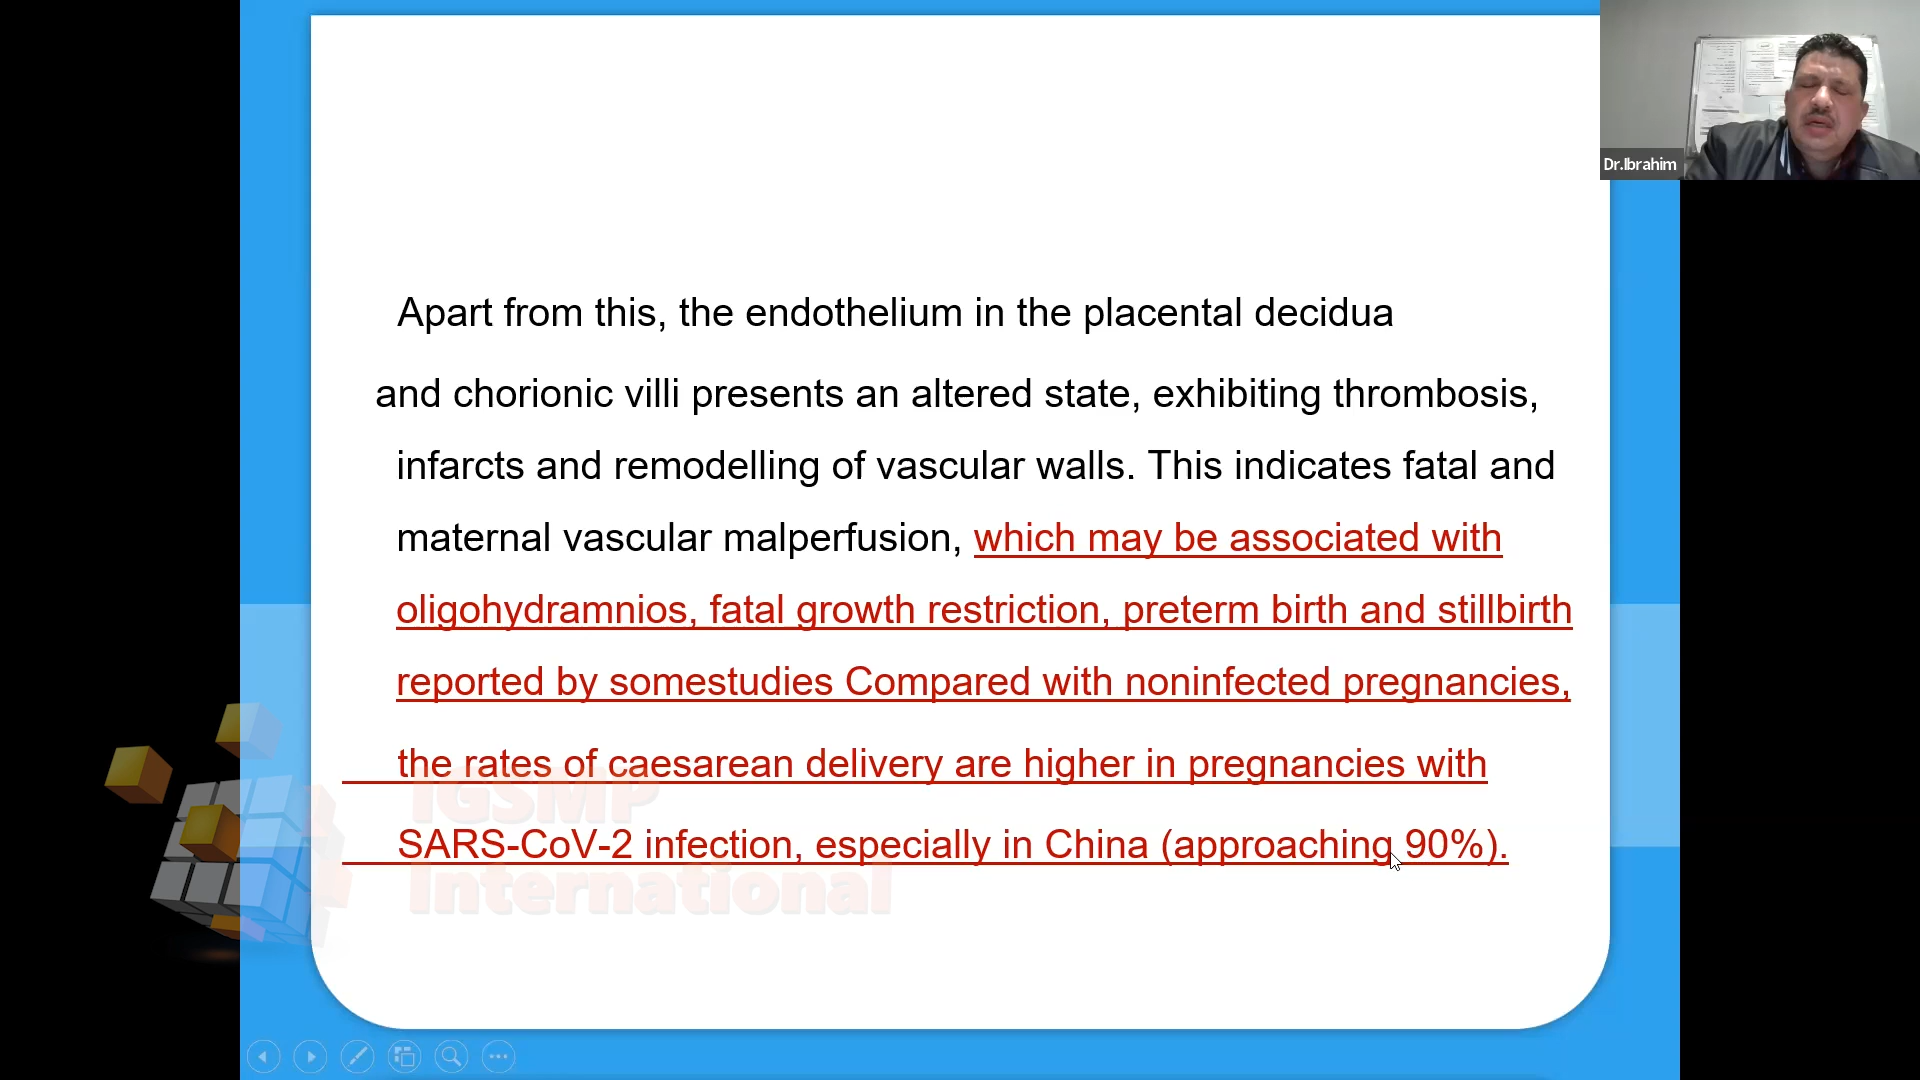 Dr.Ibrahim
Apart from this, the endothelium in the placental decidua
and chorionic villi presents an altered state, exhibiting thrombosis,
infarcts and remodelling of vascular walls. This indicates fatal and
maternal vascular malperfusion, which may be associated with
oligohydramnios, fatal growth restriction, preterm birth and stillbirth
reported by somestudies Compared with noninfected pregnancies,
the rates of caesarean delivery are higher in pregnancies with
SARS-CoV-2 infection, especially in China (approaching 90%).
IGSMP
International